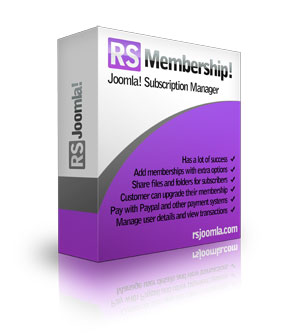 RS Membership!
Joomla! Subscription Manager
RS Joomla!
Has a lot of success ✓
Add memberships with extra options ✓
Share files and folders for subscribers ✓
Customer can upgrade their membership ✓
Pay with Paypal and other payment systems ✓
Manage user details and view transactions ✓
rsjoomla.com